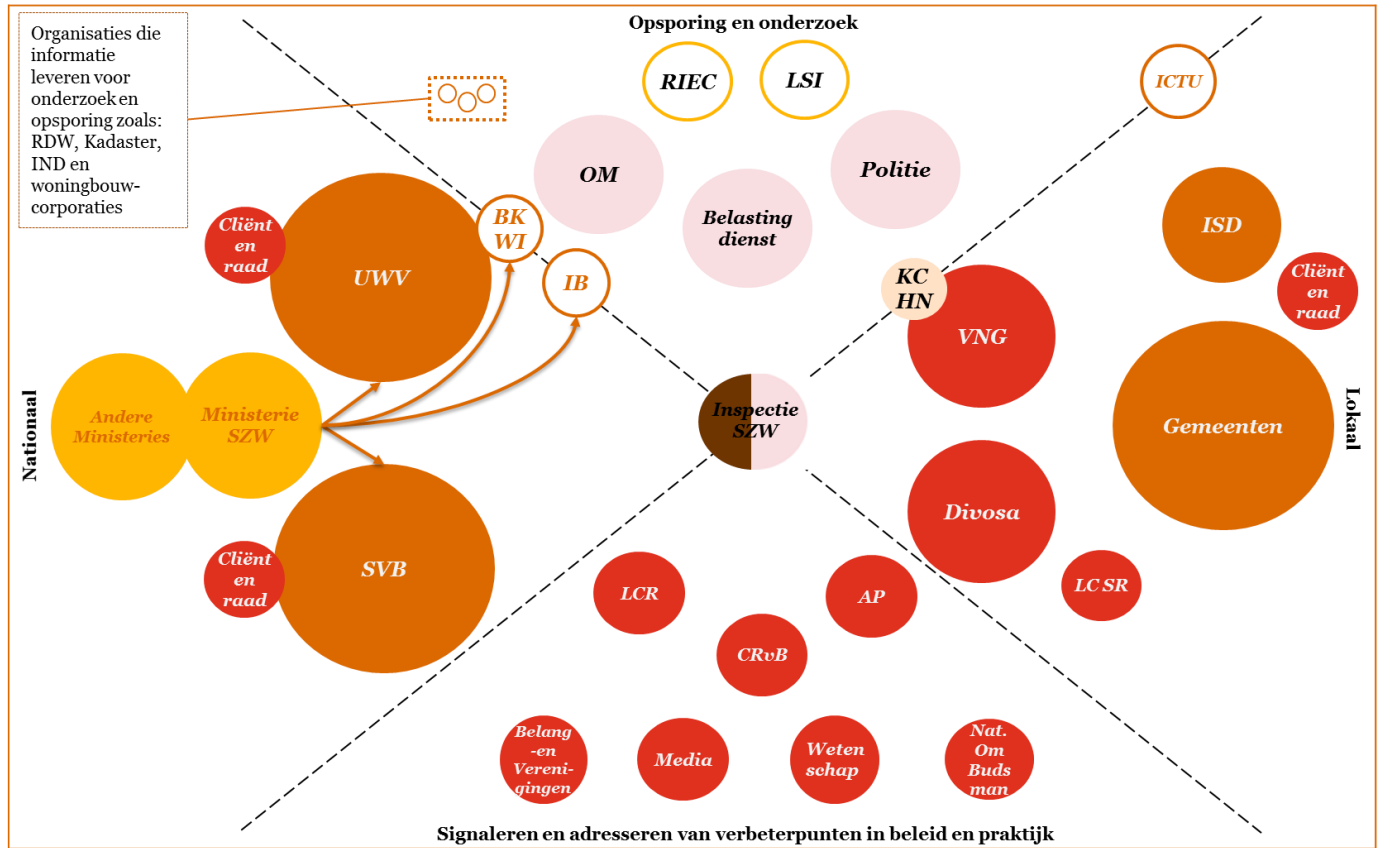 Organisaties die
informatie
leveren voor
onderzoek en
opsporing zoals:
RDW, Kadaster,
IND en
woningbouw-
corporaties
Opsporing en onderzoek
RIEC
LSI
ICTU
OM
Politie
Belasting
dienst
BK
WI
IB
Cliënt
en
raad
UWV
KC
HN
VNG
ISD
Cliënt
en
raad
Nationaal
Andere
Ministeries
Ministerie
SZW
Inspectie
SZW
Gemeenten
Lokaal
Divosa
Cliënt
en
raad
SVB
LCR
AP
LC SR
CRvB
Belang
-en
Vereni-
gingen
Media
Weten
schap
Nat.
Om
Buds
man
Signaleren en adresseren van verbeterpunten in beleid en praktijk